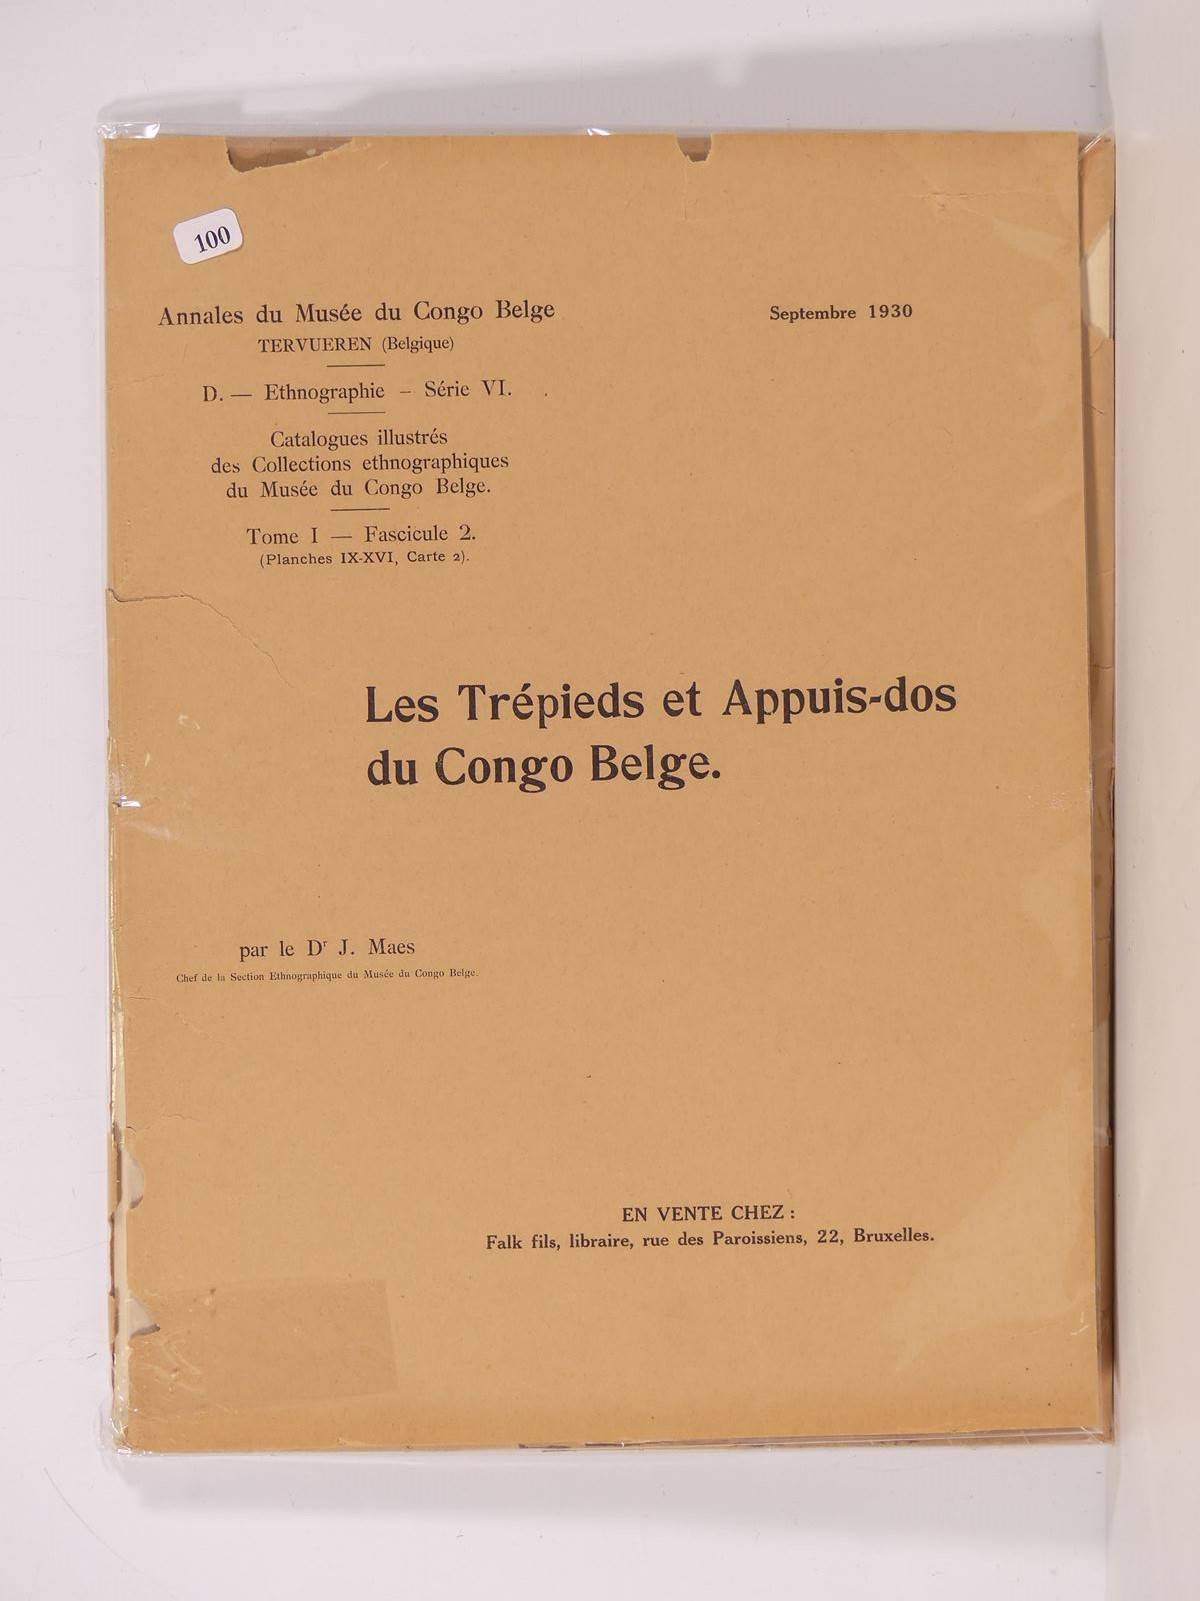 100
Annales du Musée du Congo Belge
TERVUEREN (Belgique)
D. — Ethnographie – Série VI.
Catalogues illustrés
des Collections ethnographiques
du Musée du Congo Belge.
Tome I — Fascicule 2.
(Planches IX-XVI, Carte 2).
Septembre 1930
Les Trépieds et Appuis-dos
du Congo Belge.
par le Dr J. Maes
Chef de la Section Ethnographique du Musée du Congo Belge.
EN VENTE CHEZ :
Falk fils, libraire, rue des Paroissiens, 22, Bruxelles.